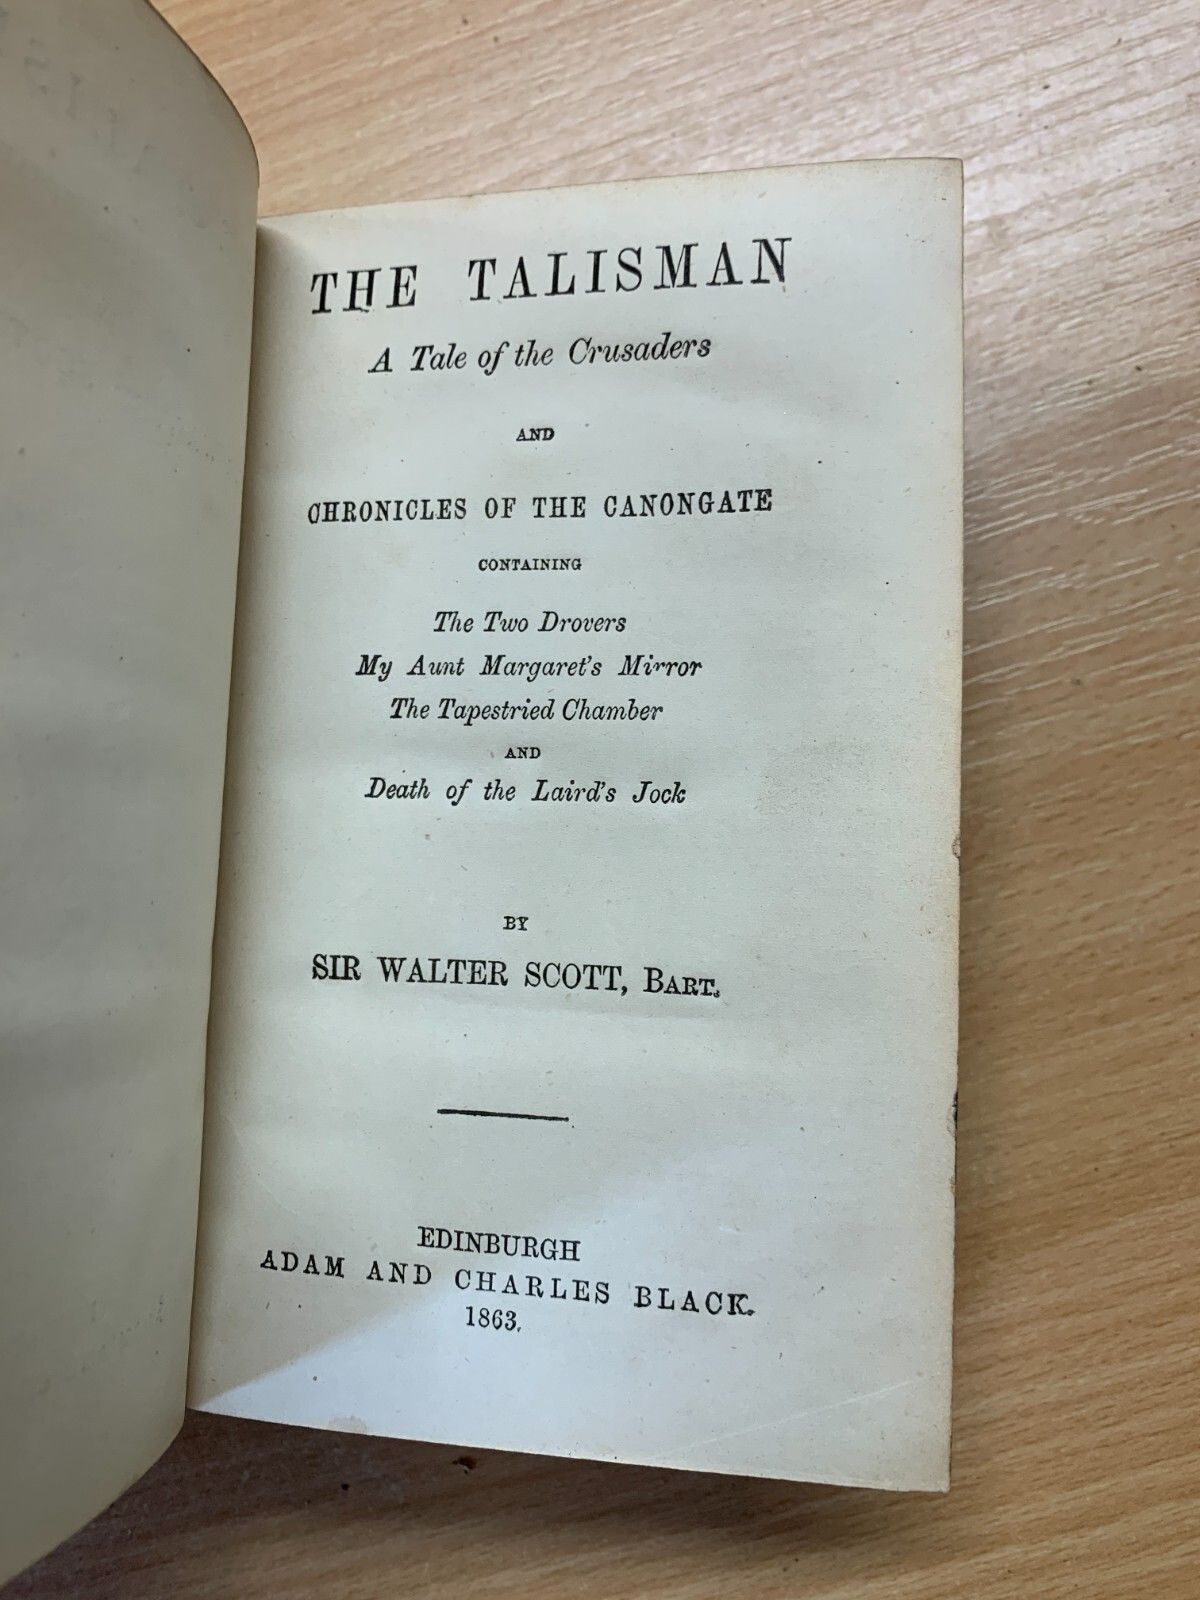 THE TALISMAN
A Tale of the Crusaders
AND
CHRONICLES OF THE CANONGATE
CONTAINING
The Two Drovers
My Aunt Margaret's Mirror
The Tapestried Chamber
AND
Death of the Laird's Jock
BY
SIR WALTER SCOTT, BART.
EDINBURGH
ADAM AND CHARLES BLACK.
1863.